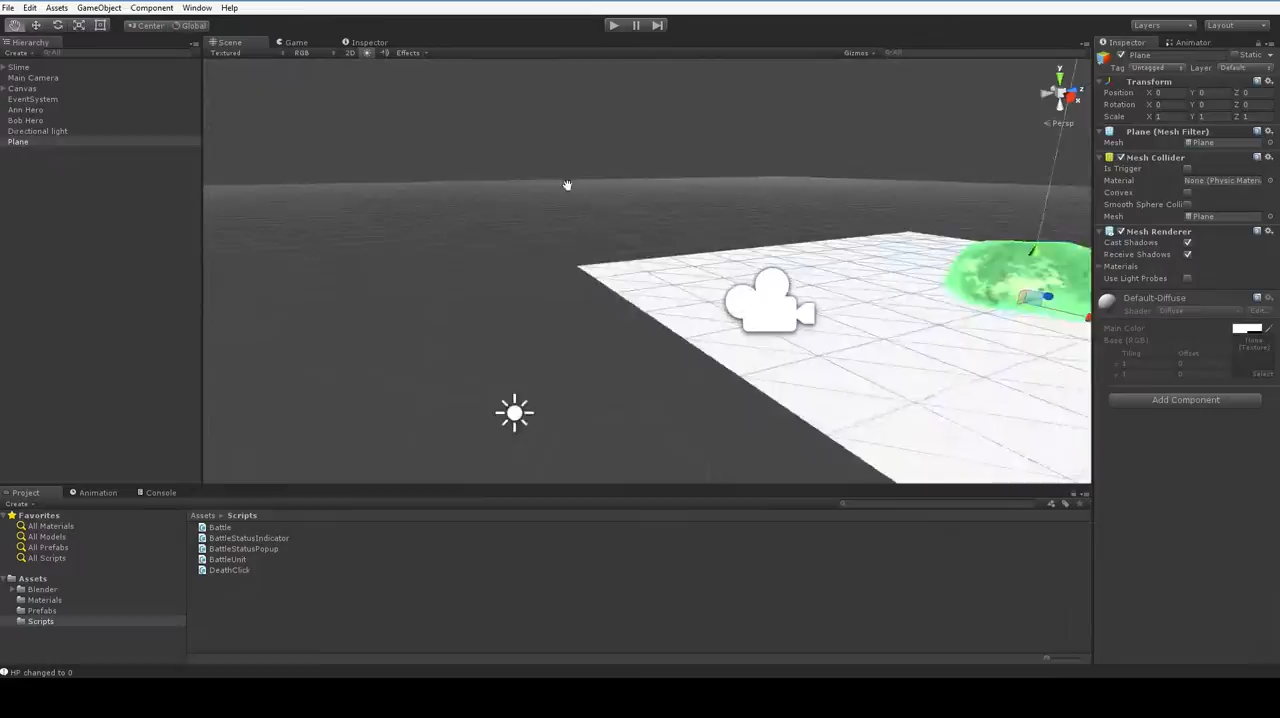 File Edit Assets GameObject Component Window Help
Center Global Layers Layout
Hierarchy
Create All
Slime
Main Camera
Canvas
EventSystem
Ann Hero
Bob Hero
Directional light
Plane
Scene Game Inspector
Textured RGB 2D Effects Gizmos All
y
z
x
Persp
Inspector Animator
Plane Static
Tag Untagged Layer Default
Transform
Position X 0 Y 0 Z 0
Rotation X 0 Y 0 Z 0
Scale X 1 Y 1 Z 1
Plane (Mesh Filter)
Mesh Plane
Mesh Collider
Is Trigger
Material None (Physic Materi
Convex
Smooth Sphere Colli
Mesh Plane
Mesh Renderer
Cast Shadows
Receive Shadows
Materials
Use Light Probes
Default-Diffuse
Shader Diffuse Edit...
Main Color
Base (RGB) None
(Texture)
Tiling Offset
x 1 0
y 1 0 Select
Add Component
Project Animation Console
Create
Favorites
All Materials
All Models
All Prefabs
All Scripts
Assets
Blender
Materials
Prefabs
Scripts
Assets Scripts
Battle
BattleStatusIndicator
BattleStatusPopup
BattleUnit
DeathClick
HP changed to 0